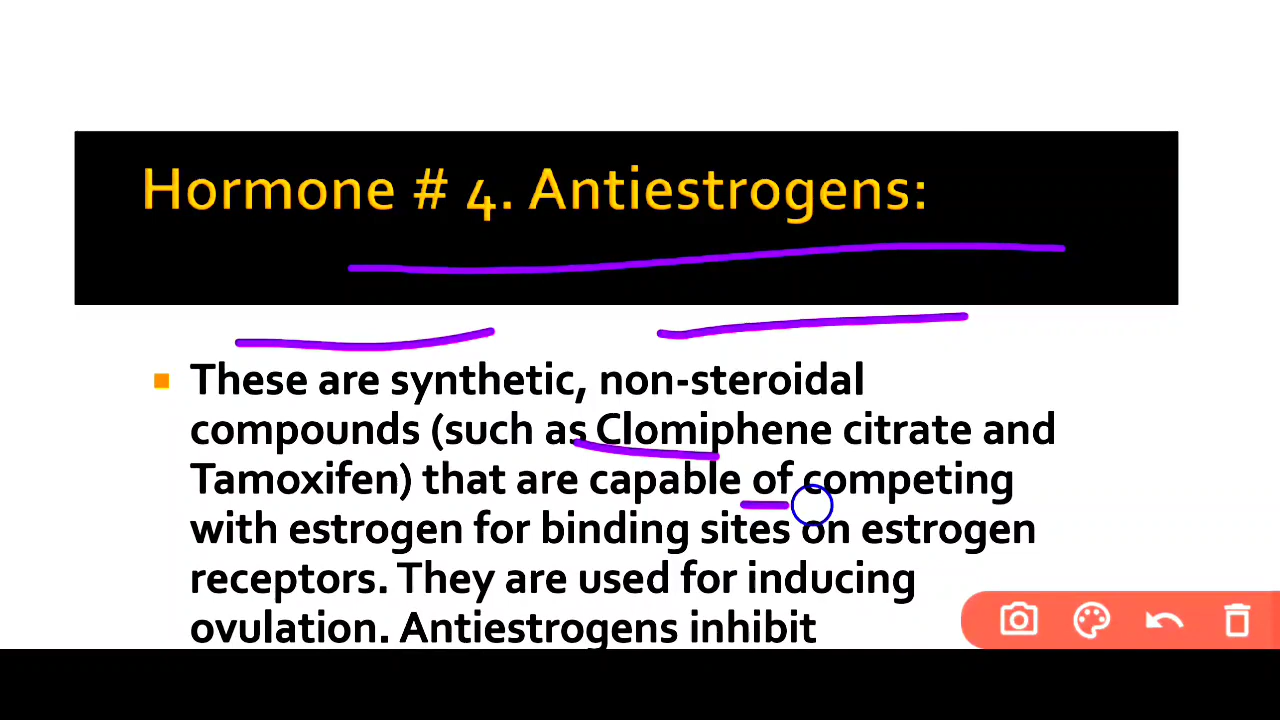 Hormone # 4. Antiestrogens:
These are synthetic, non-steroidal
compounds (such as Clomiphene citrate and
Tamoxifen) that are capable of competing
with estrogen for binding sites on estrogen
receptors. They are used for inducing
ovulation. Antiestrogens inhibit